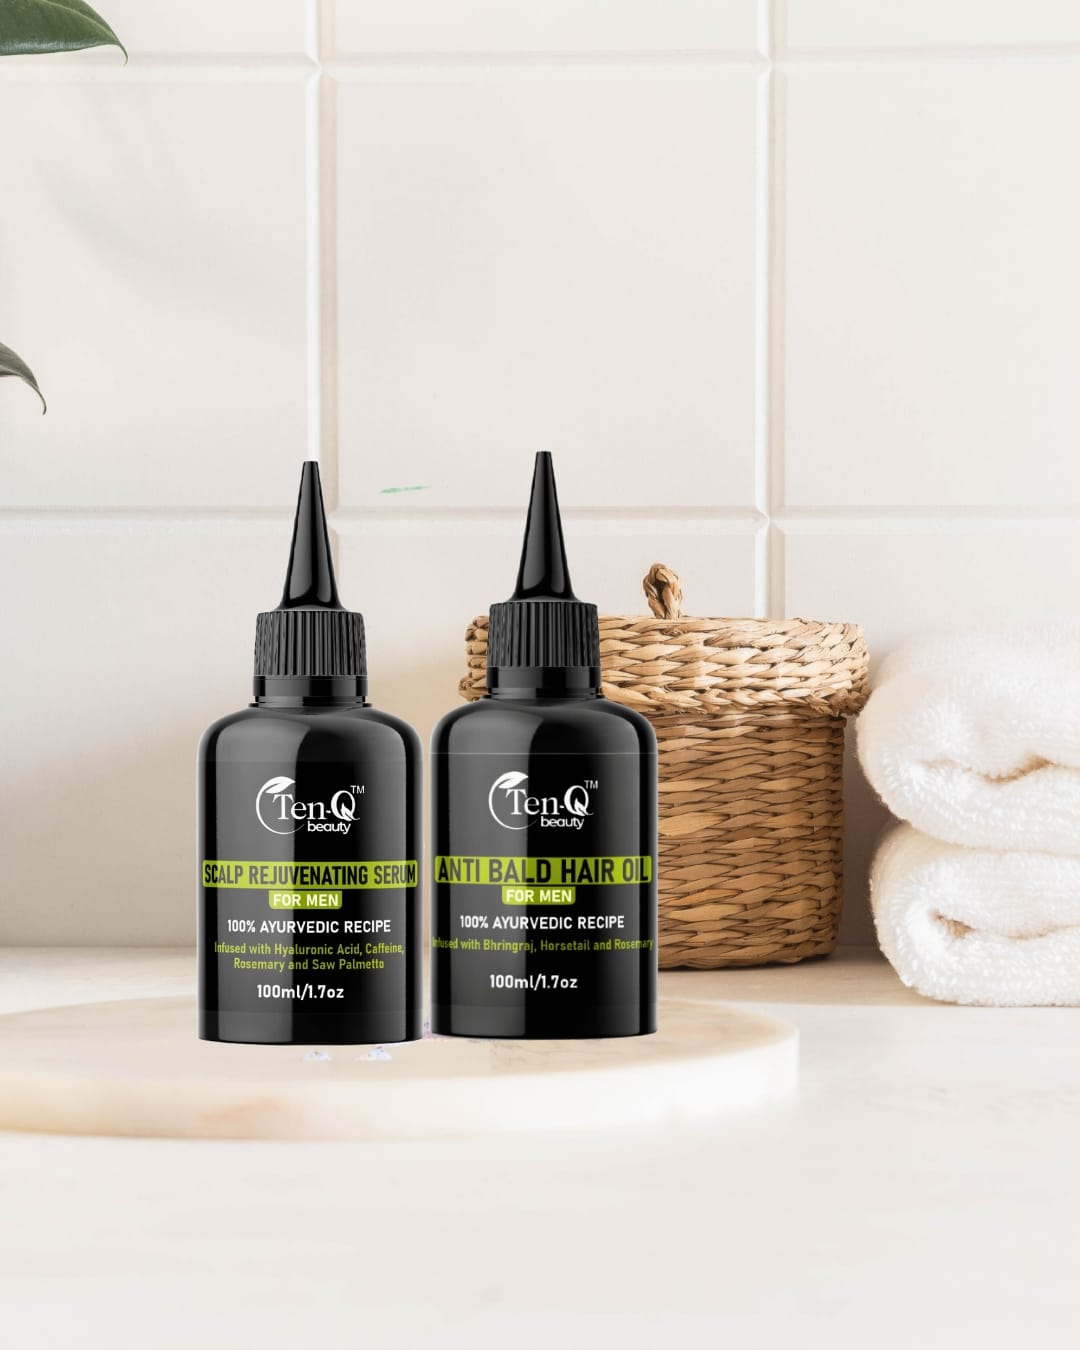 Ten-Q TM
beauty
SCALP REJUVENATING SERUM
FOR MEN
100% AYURVEDIC RECIPE
Infused with Hyaluronic Acid, Caffeine,
Rosemary and Saw Palmetto
100ml/1.7oz
Ten-Q TM
beauty
ANTI BALD HAIR OIL
FOR MEN
100% AYURVEDIC RECIPE
Infused with Bhringraj, Horsetail and Rosemary
100ml/1.7oz